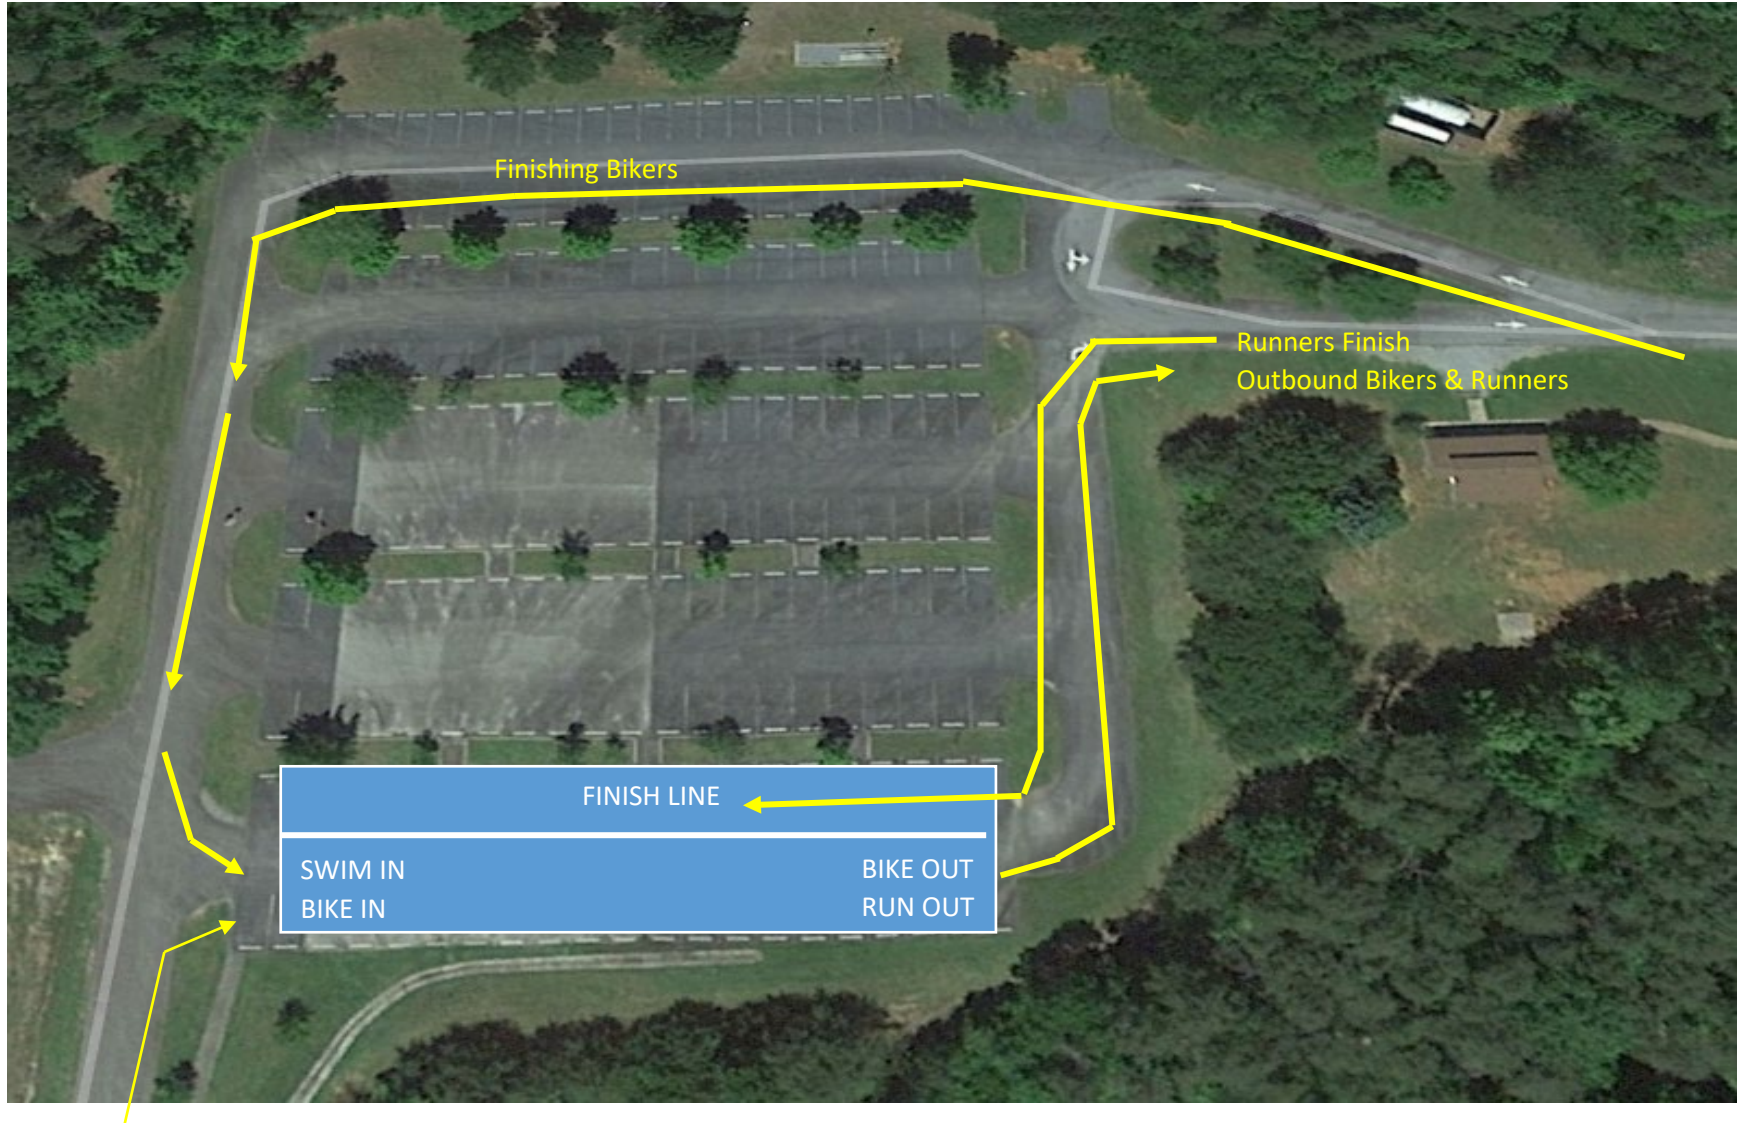 Finishing Bikers
Runners Finish
Outbound Bikers & Runners
FINISH LINE
SWIM IN
BIKE OUT
BIKE IN
RUN OUT